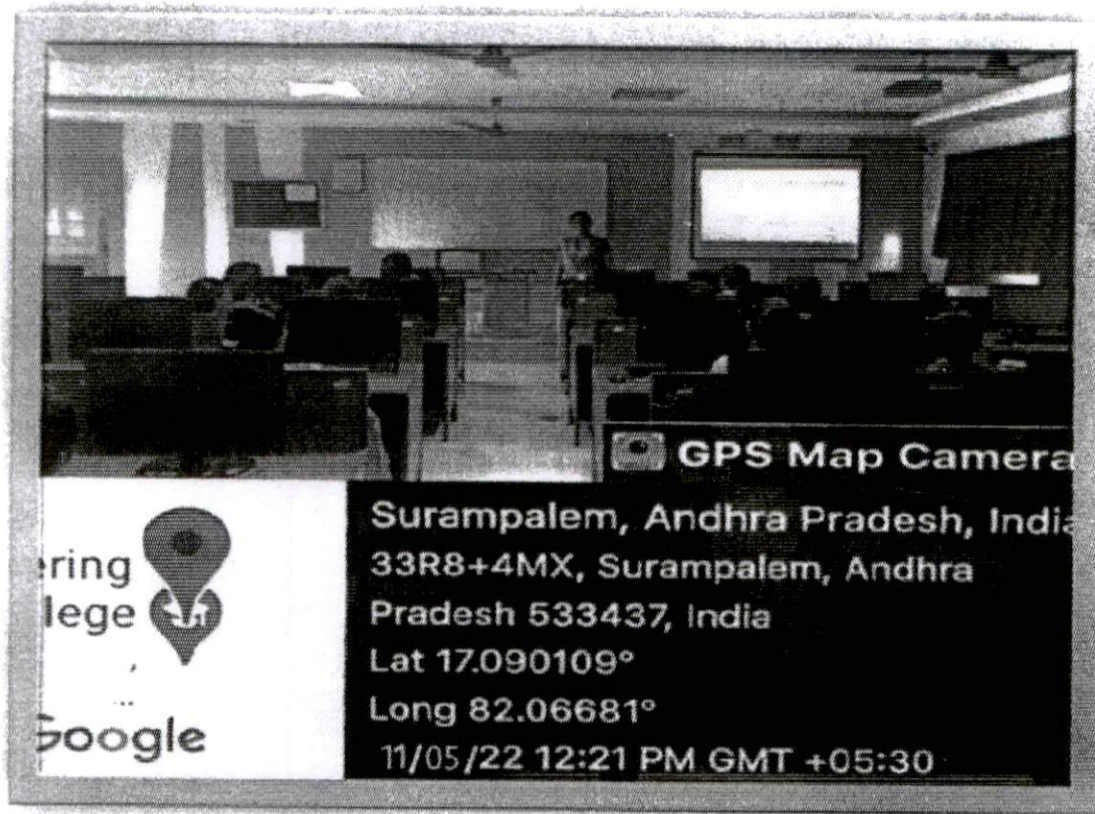 GPS Map Camera
Surampalem, Andhra Pradesh, India
33R8+4MX, Surampalem, Andhra
Pradesh 533437, India
Lat 17.090109°
Long 82.06681°
11/05/22 12:21 PM GMT +05:30
ering
lege
Google